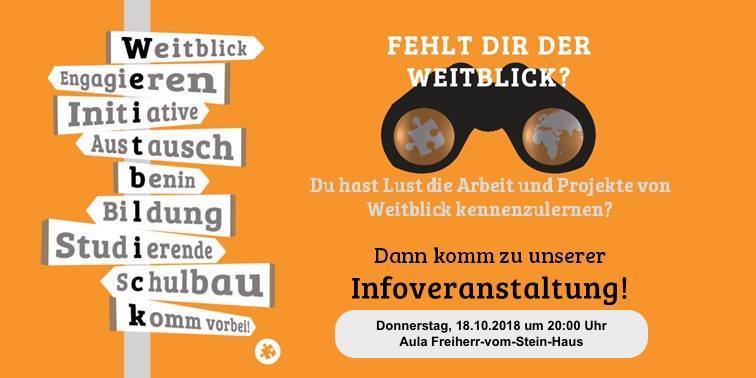 Weitblick
Engagieren
Initiative
Austausch
benin
Bildung
Studierende
Schulbau
komm vorbei!
FEHLT DIR DER
WEITBLICK?
Du hast Lust die Arbeit und Projekte von
Weitblick kennenzulernen?
Dann komm zu unserer
Infoveranstaltung!
Donnerstag, 18.10.2018 um 20:00 Uhr
Aula Freiherr-vom-Stein-Haus